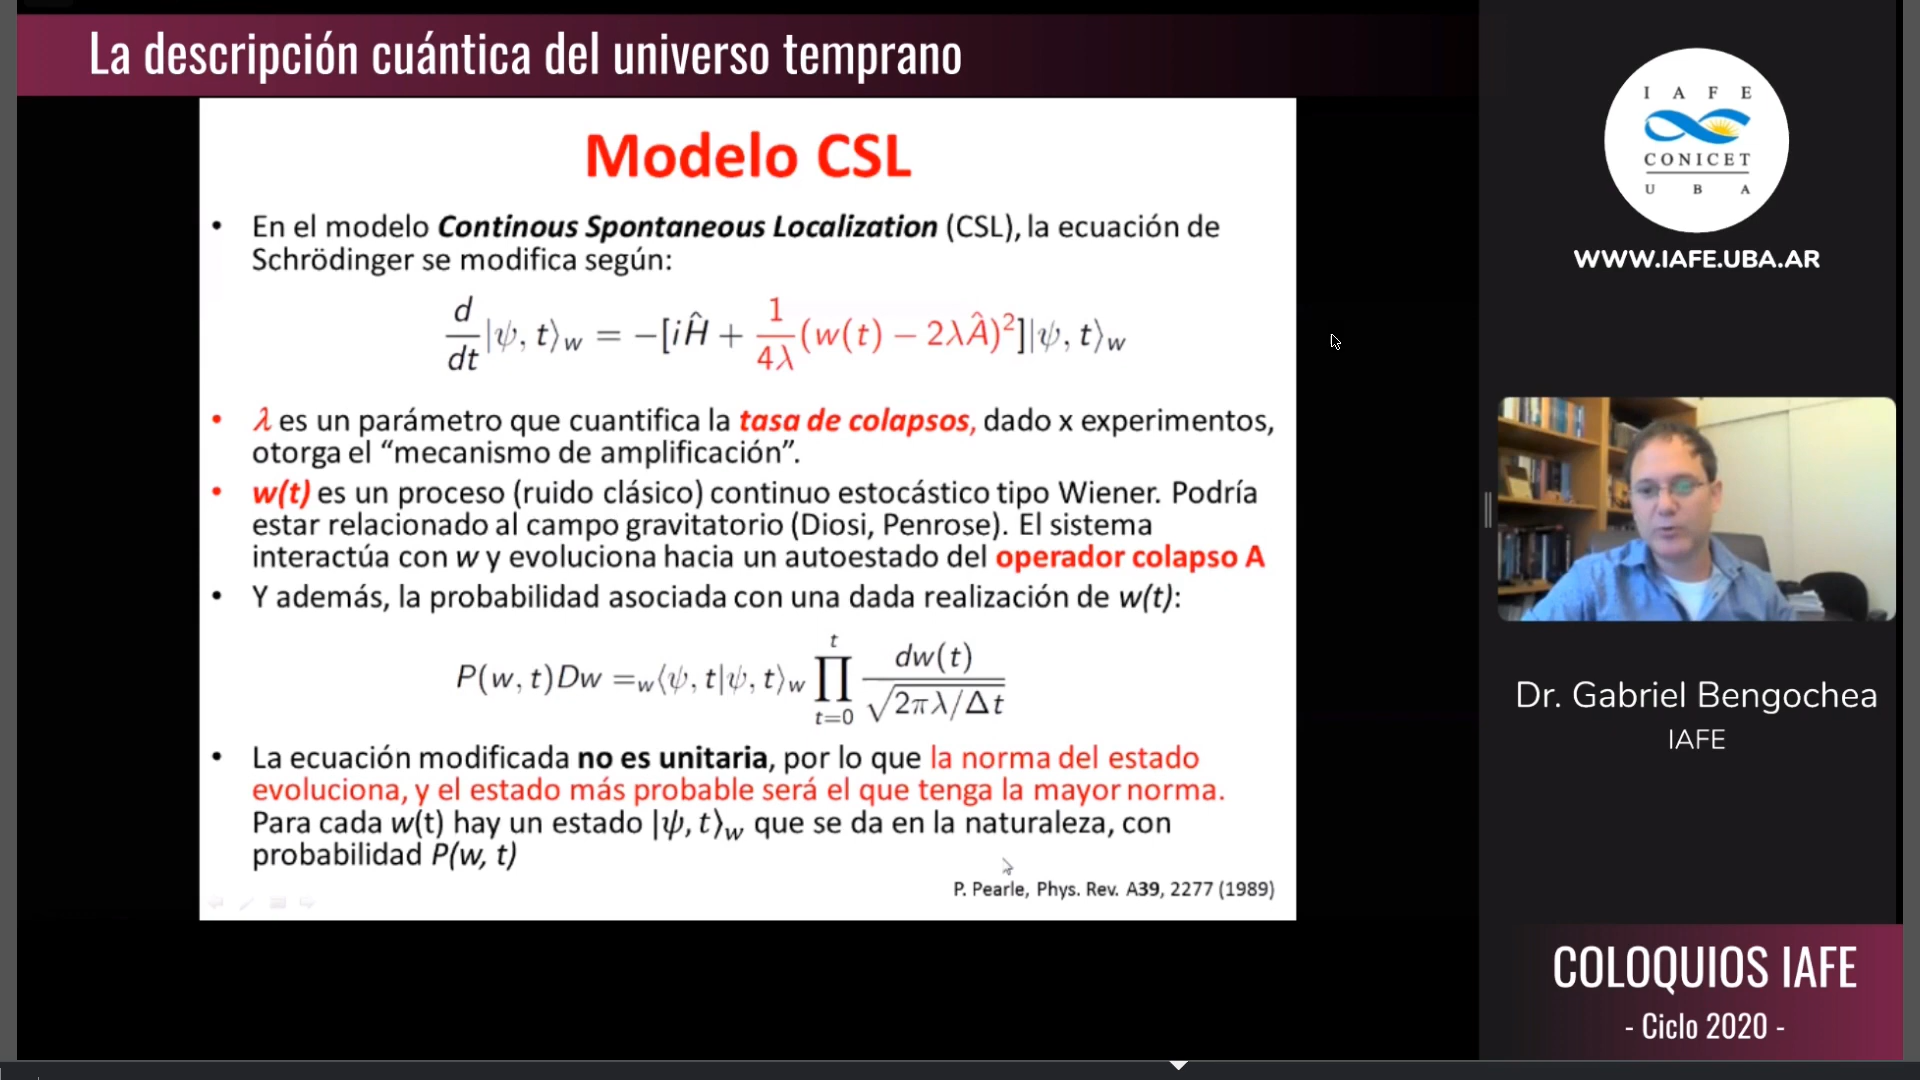 La descripción cuántica del universo temprano
Modelo CSL
• En el modelo Continous Spontaneous Localization (CSL), la ecuación de
Schrödinger se modifica según:
d/dt |ψ, t⟩w = −[iĤ + 1/4λ (w(t) − 2λÂ)²]|ψ, t⟩w
• λ es un parámetro que cuantifica la tasa de colapsos, dado x experimentos,
otorga el “mecanismo de amplificación”.
• w(t) es un proceso (ruido clásico) continuo estocástico tipo Wiener. Podría
estar relacionado al campo gravitatorio (Diosi, Penrose). El sistema
interactúa con w y evoluciona hacia un autoestado del operador colapso A
• Y además, la probabilidad asociada con una dada realización de w(t):
P(w, t)Dw = w⟨ψ, t|ψ, t⟩w ∏ t=0 t dw(t)/√2πλ/Δt
• La ecuación modificada no es unitaria, por lo que la norma del estado
evoluciona, y el estado más probable será el que tenga la mayor norma.
Para cada w(t) hay un estado |ψ, t⟩w que se da en la naturaleza, con
probabilidad P(w, t)
P. Pearle, Phys. Rev. A39, 2277 (1989)
I A F E
CONICET
U B A
WWW.IAFE.UBA.AR
Dr. Gabriel Bengochea
IAFE
COLOQUIOS IAFE
- Ciclo 2020 -